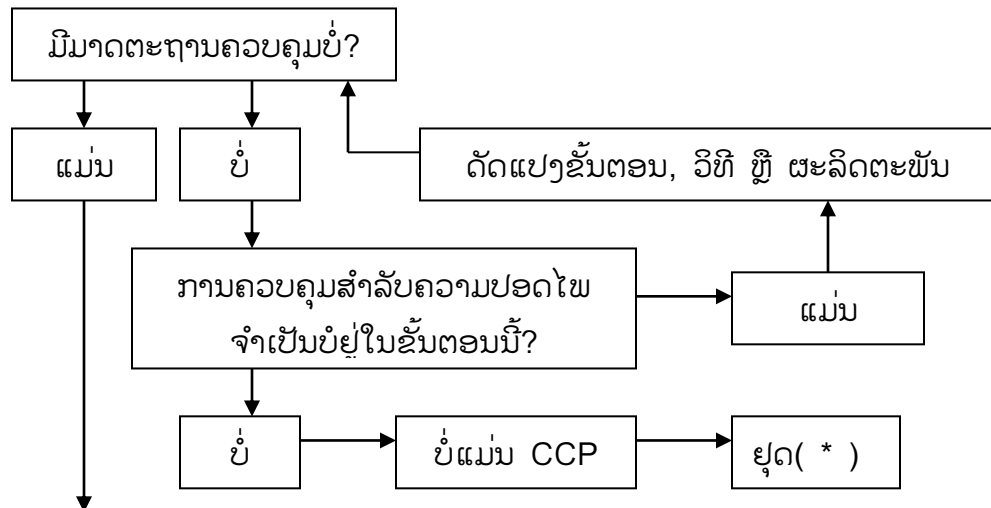 ມີມາດຕະຖານຄວບຄຸມບໍ່?
ແມ່ນ
ບໍ່
ດັດແປງຂັ້ນຕອນ, ວິທີ ຫຼື ຜະລິດຕະພັນ
ການຄວບຄຸມສຳລັບຄວາມປອດໄພ
ຈຳເປັນບໍຢູ່ໃນຂັ້ນຕອນນີ້?
ແມ່ນ
ບໍ່
ບໍ່ແມ່ນ CCP
ຢຸດ( * )